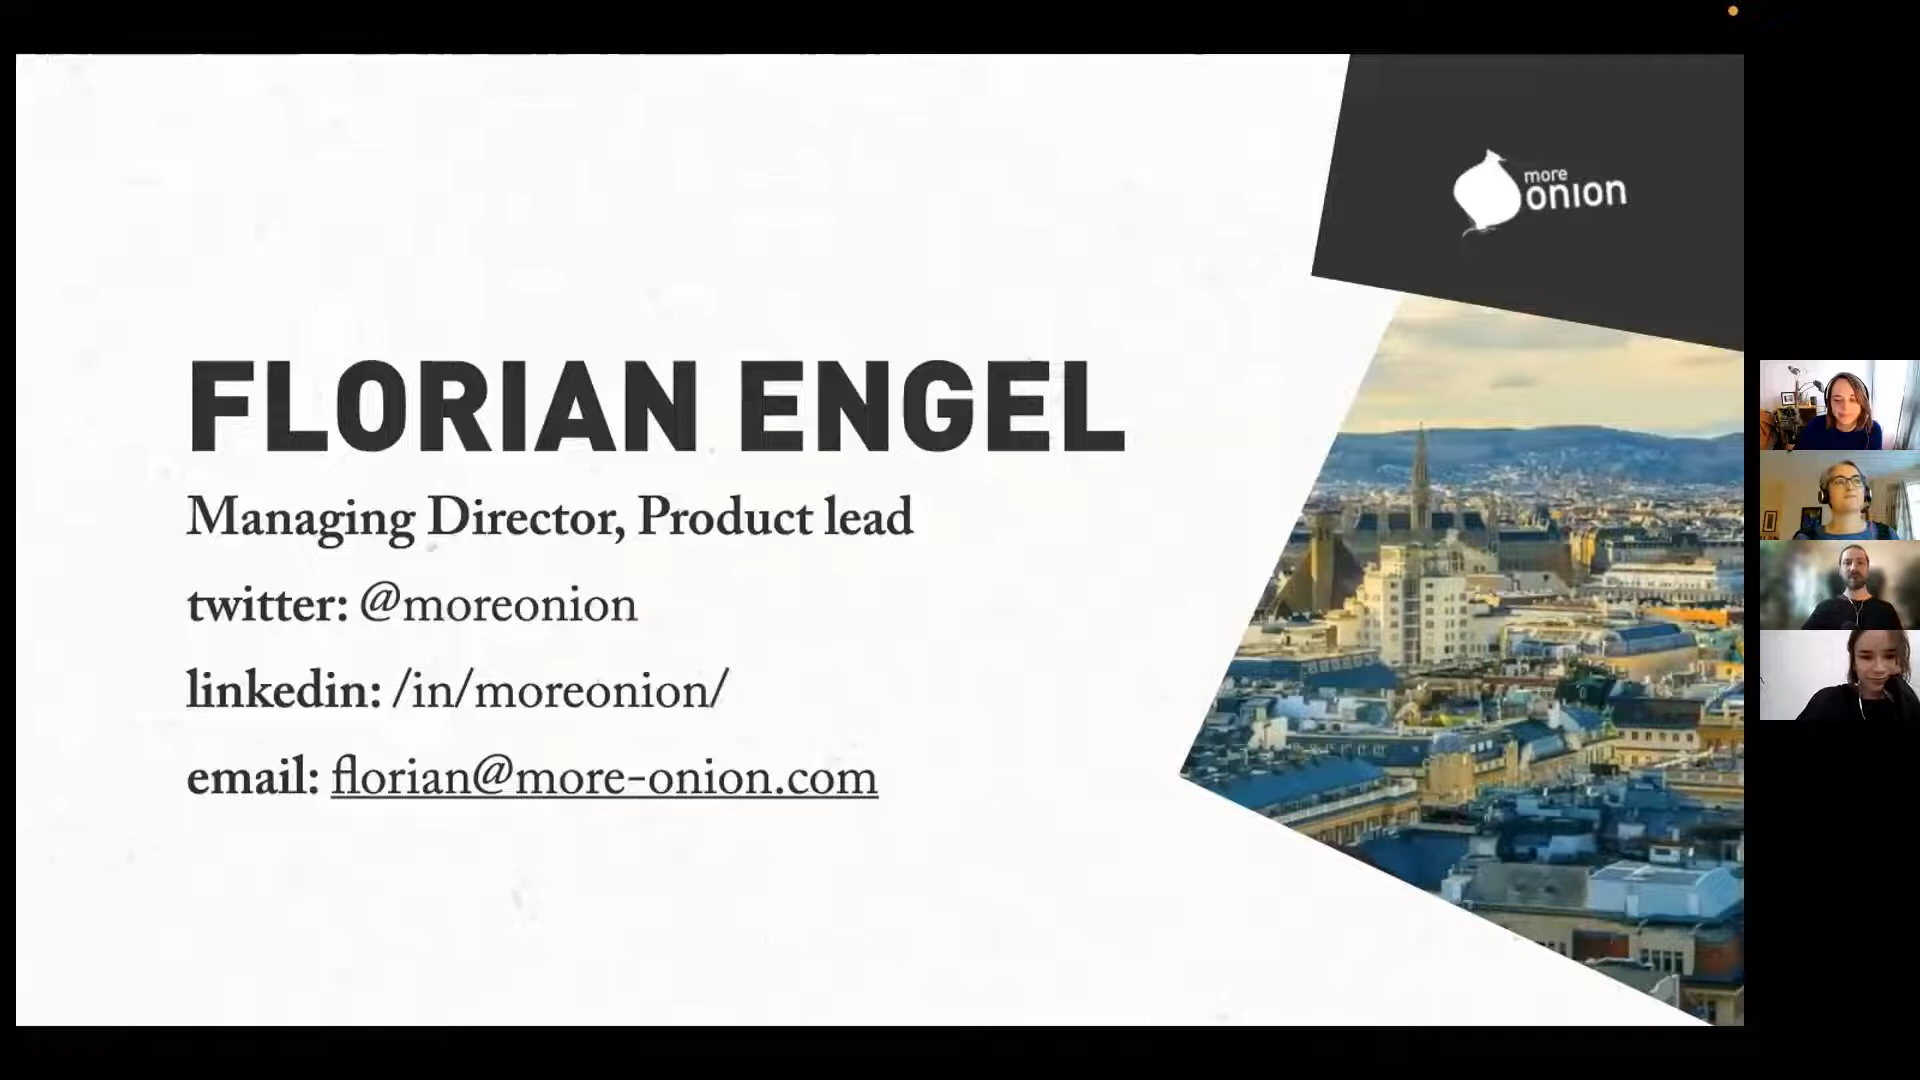 more
onion
FLORIAN ENGEL
Managing Director, Product lead
twitter: @moreonion
linkedin: /in/moreonion/
email: florian@more-onion.com